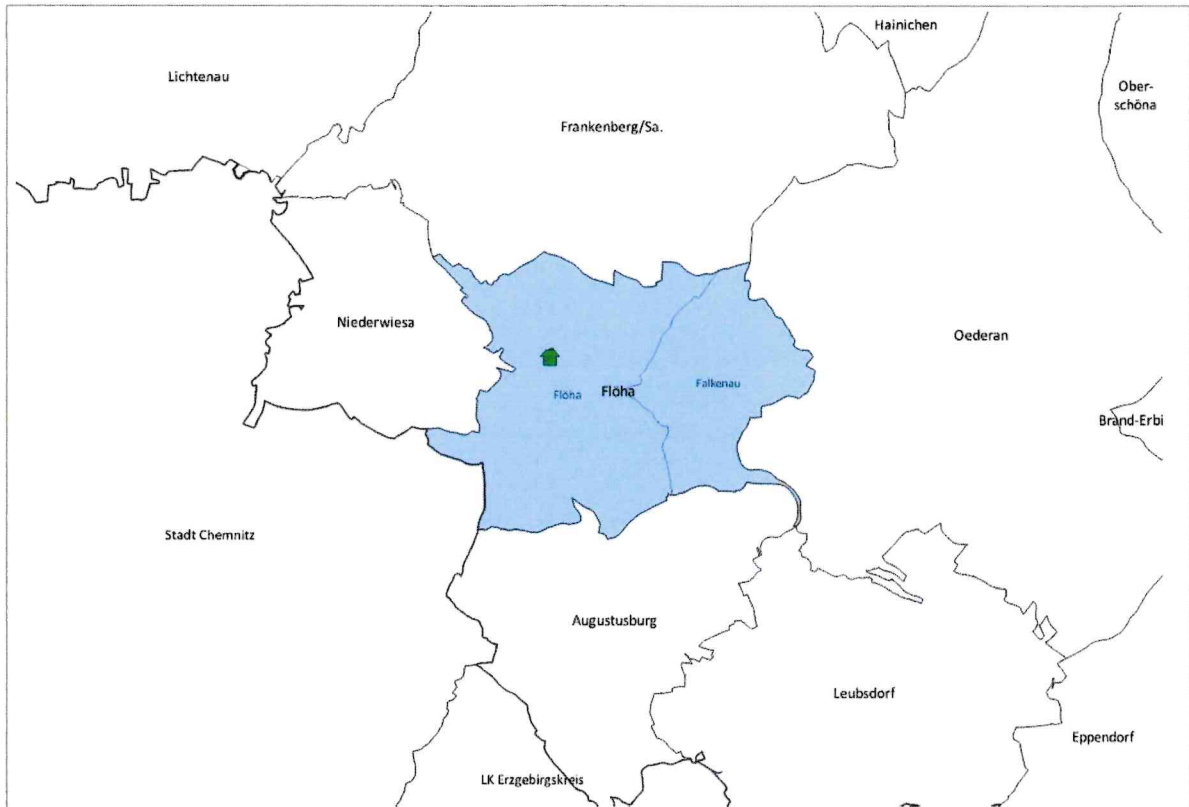 Hainichen
Lichtenau
Ober-
schöna
Frankenberg/Sa.
Niederwiesa
Oederan
Flöha
Flöha
Falkenau
Brand-Erbi
Stadt Chemnitz
Augustusburg
Leubsdorf
Eppendorf
LK Erzgebirgskreis